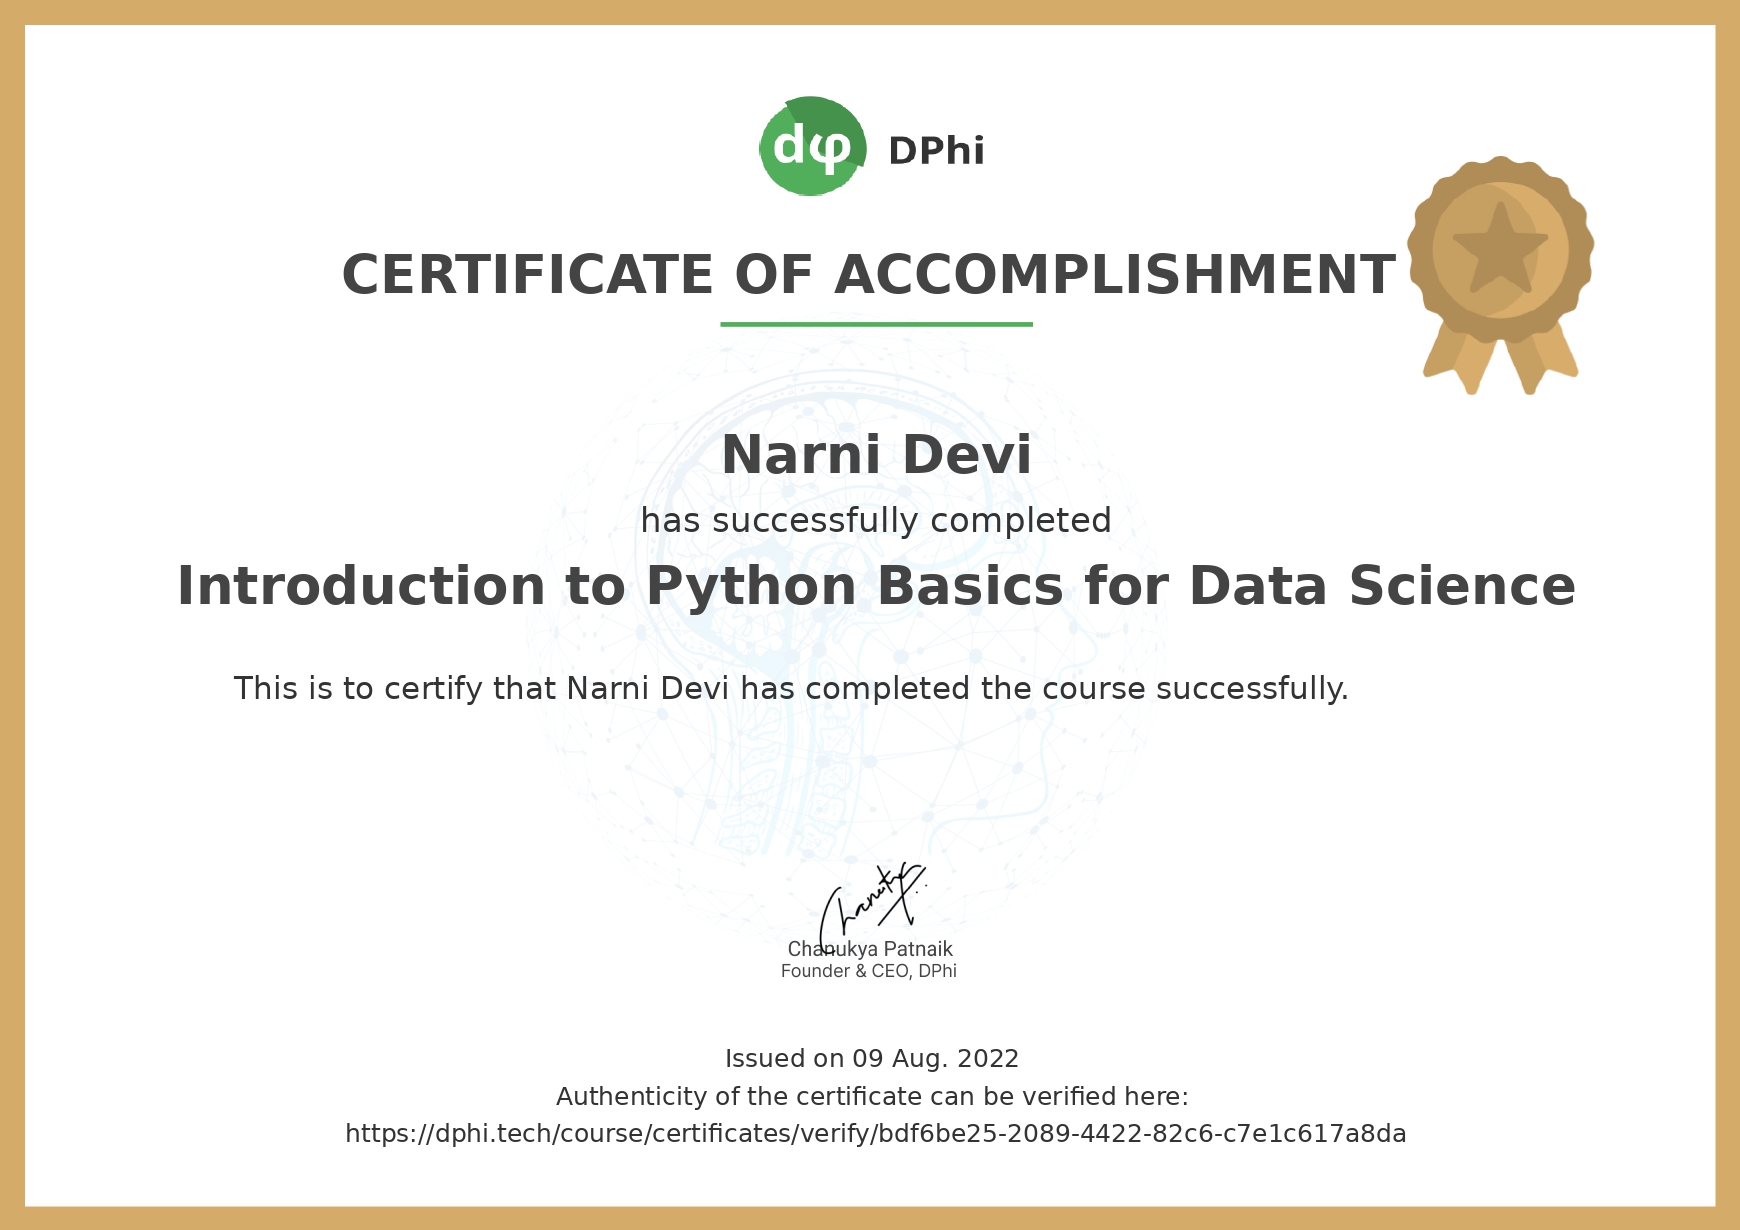 dφ DPhi
CERTIFICATE OF ACCOMPLISHMENT
Narni Devi
has successfully completed
Introduction to Python Basics for Data Science
This is to certify that Narni Devi has completed the course successfully.
Chanukya Patnaik
Founder & CEO, DPhi
Issued on 09 Aug. 2022
Authenticity of the certificate can be verified here:
https://dphi.tech/course/certificates/verify/bdf6be25-2089-4422-82c6-c7e1c617a8da